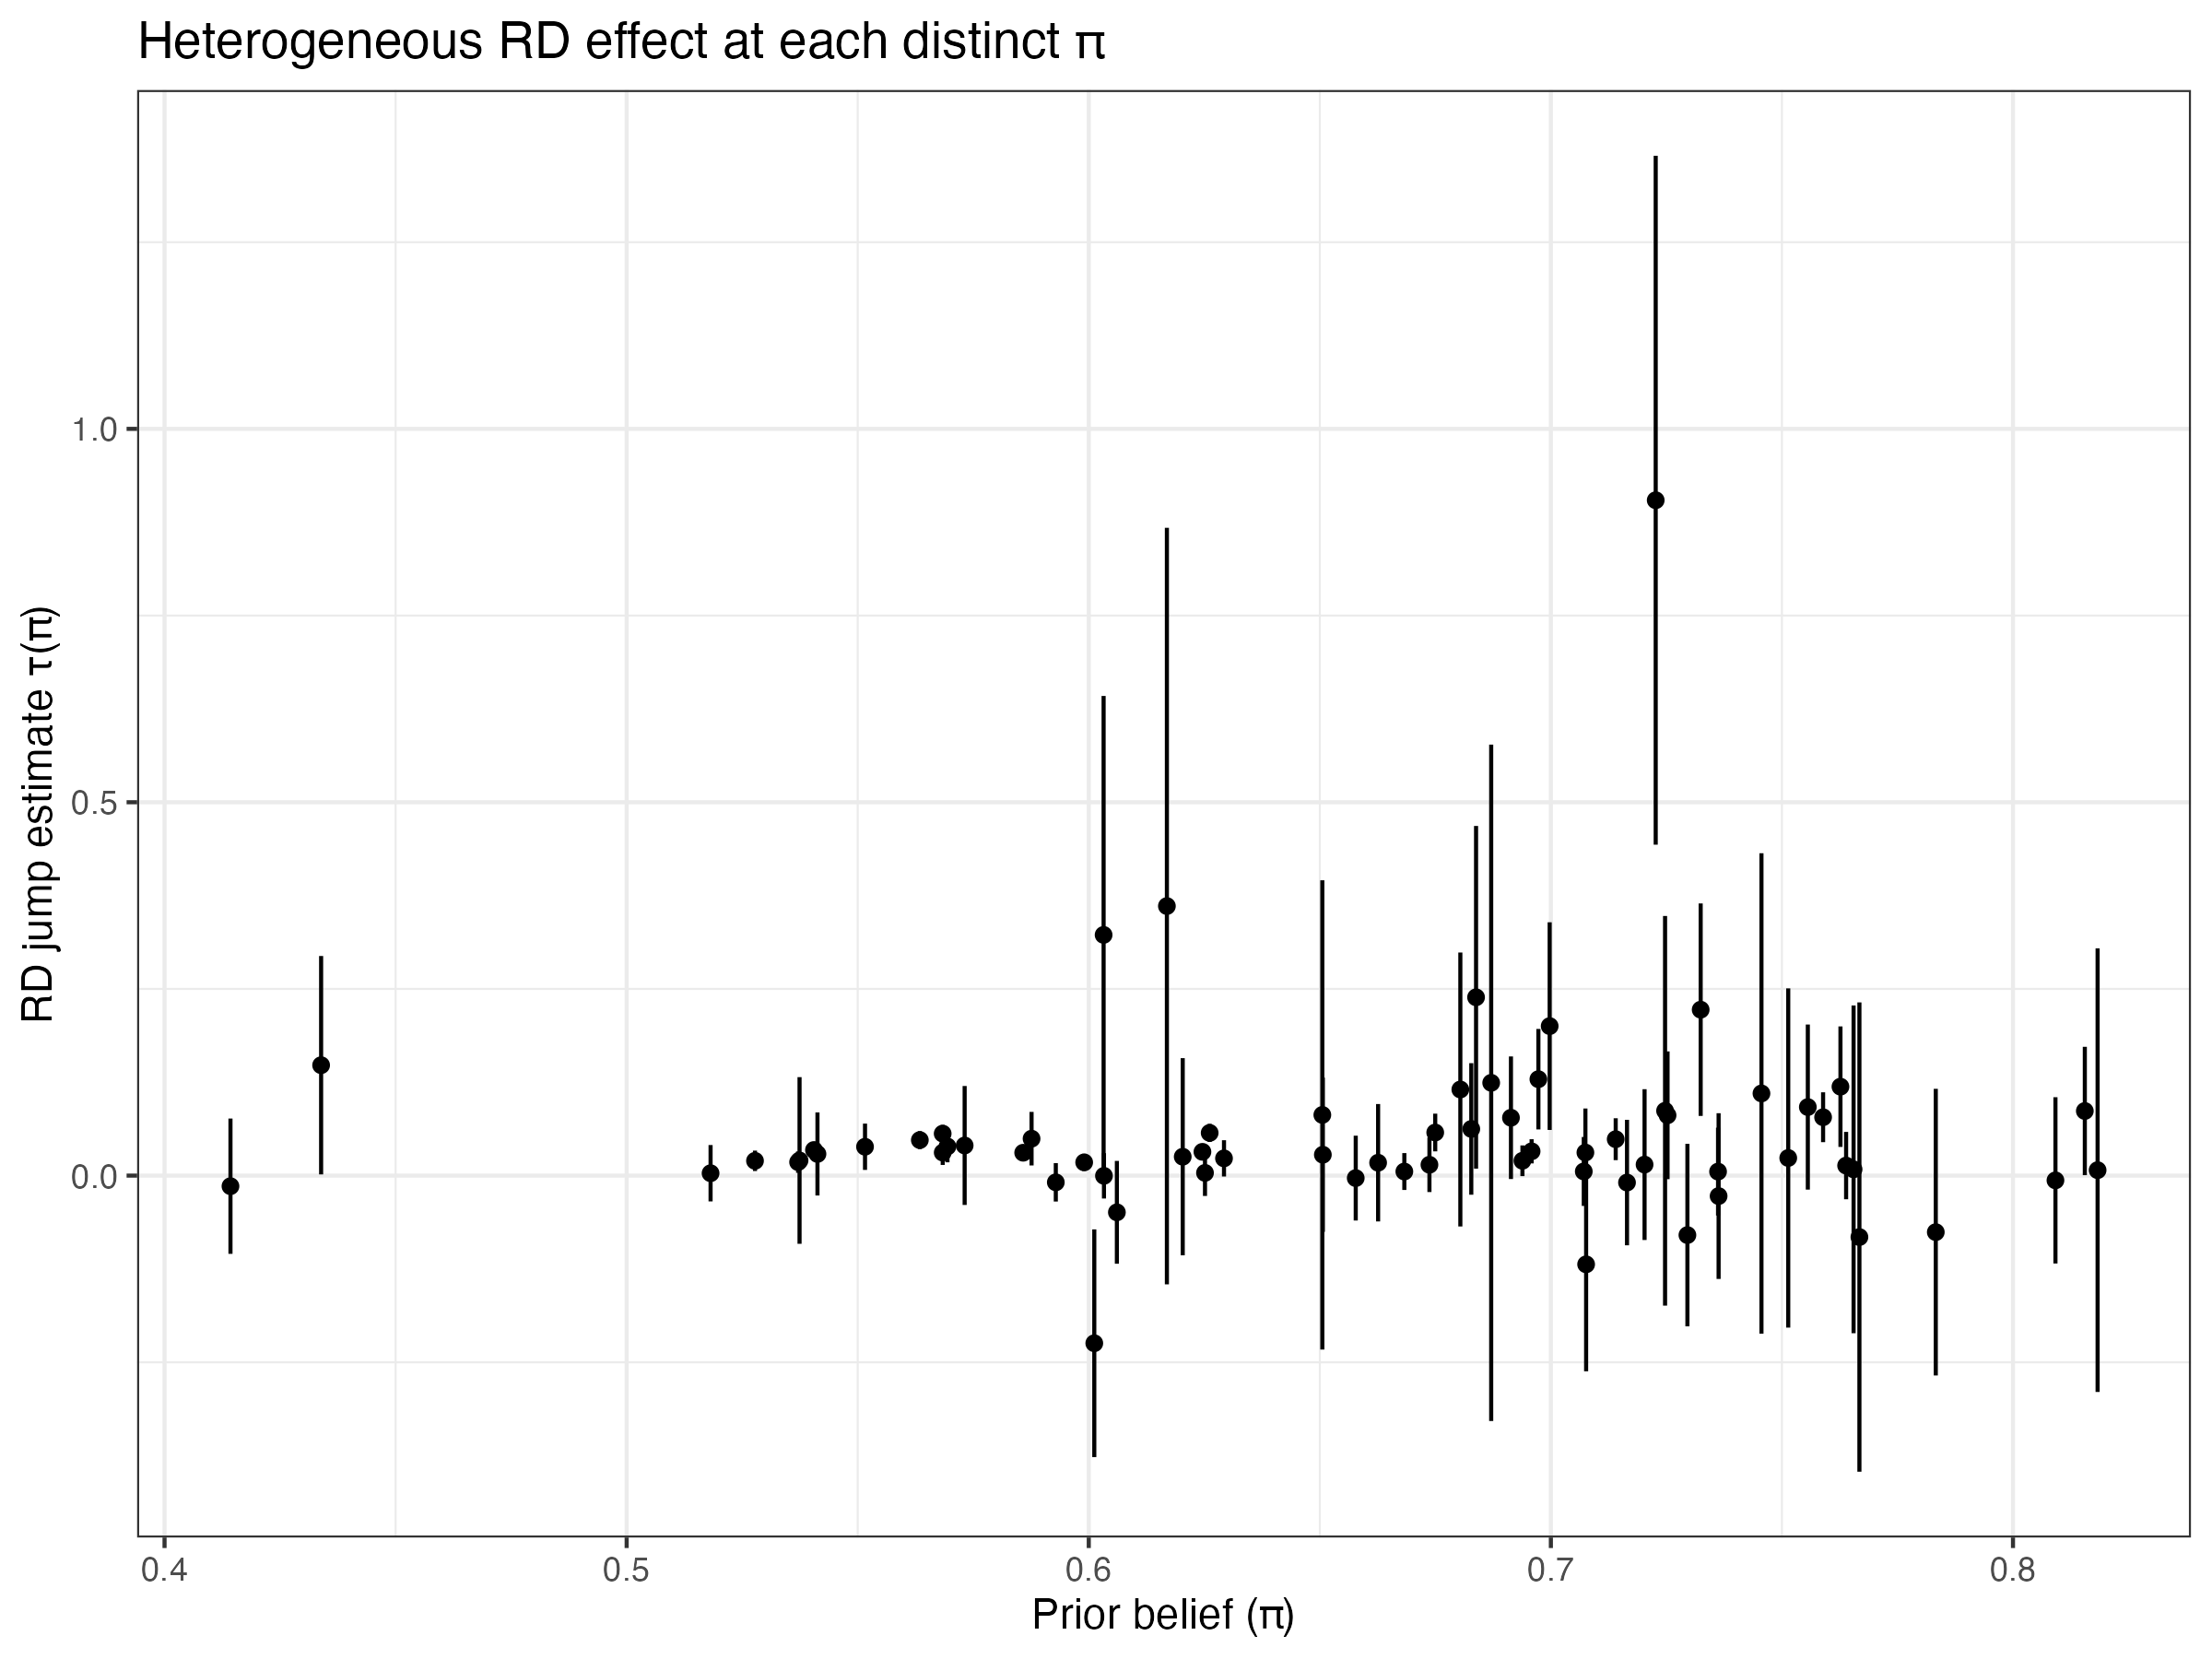 Heterogeneous RD effect at each distinct π
RD jump estimate τ(π)
1.0
0.5
0.0
0.4 0.5 0.6 0.7 0.8
Prior belief (π)